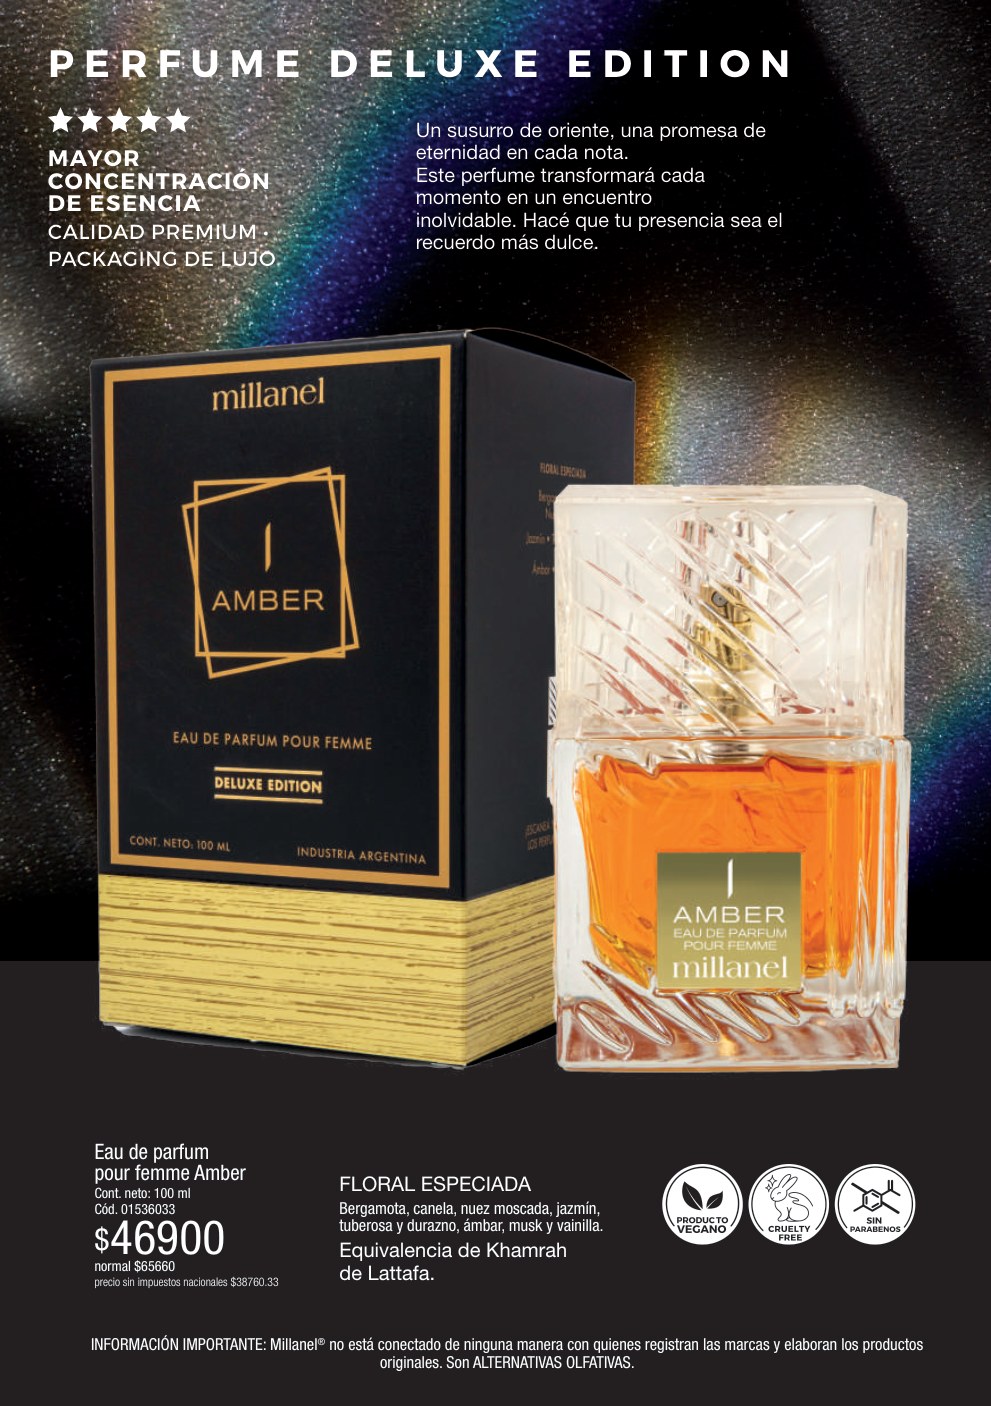 PERFUME DELUXE EDITION
MAYOR
CONCENTRACIÓN
DE ESENCIA
CALIDAD PREMIUM •
PACKAGING DE LUJO.
Un susurro de oriente, una promesa de
eternidad en cada nota.
Este perfume transformará cada
momento en un encuentro
inolvidable. Hacé que tu presencia sea el
recuerdo más dulce.
millanel
AMBER
EAU DE PARFUM POUR FEMME
DELUXE EDITION
CONT. NETO: 100 ML
INDUSTRIA ARGENTINA
FLORAL ESPECIADA
Jazmín •
Ámbar •
AMBER
EAU DE PARFUM
POUR FEMME
millanel
Eau de parfum
pour femme Amber
Cont. neto: 100 ml
Cód. 01536033
$46900
normal $65660
precio sin impuestos nacionales $38760.33
FLORAL ESPECIADA
Bergamota, canela, nuez moscada, jazmín,
tuberosa y durazno, ámbar, musk y vainilla.
Equivalencia de Khamrah
de Lattafa.
PRODUCTO
VEGANO
CRUELTY
FREE
SIN
PARABENOS
INFORMACIÓN IMPORTANTE: Millanel® no está conectado de ninguna manera con quienes registran las marcas y elaboran los productos
originales. Son ALTERNATIVAS OLFATIVAS.